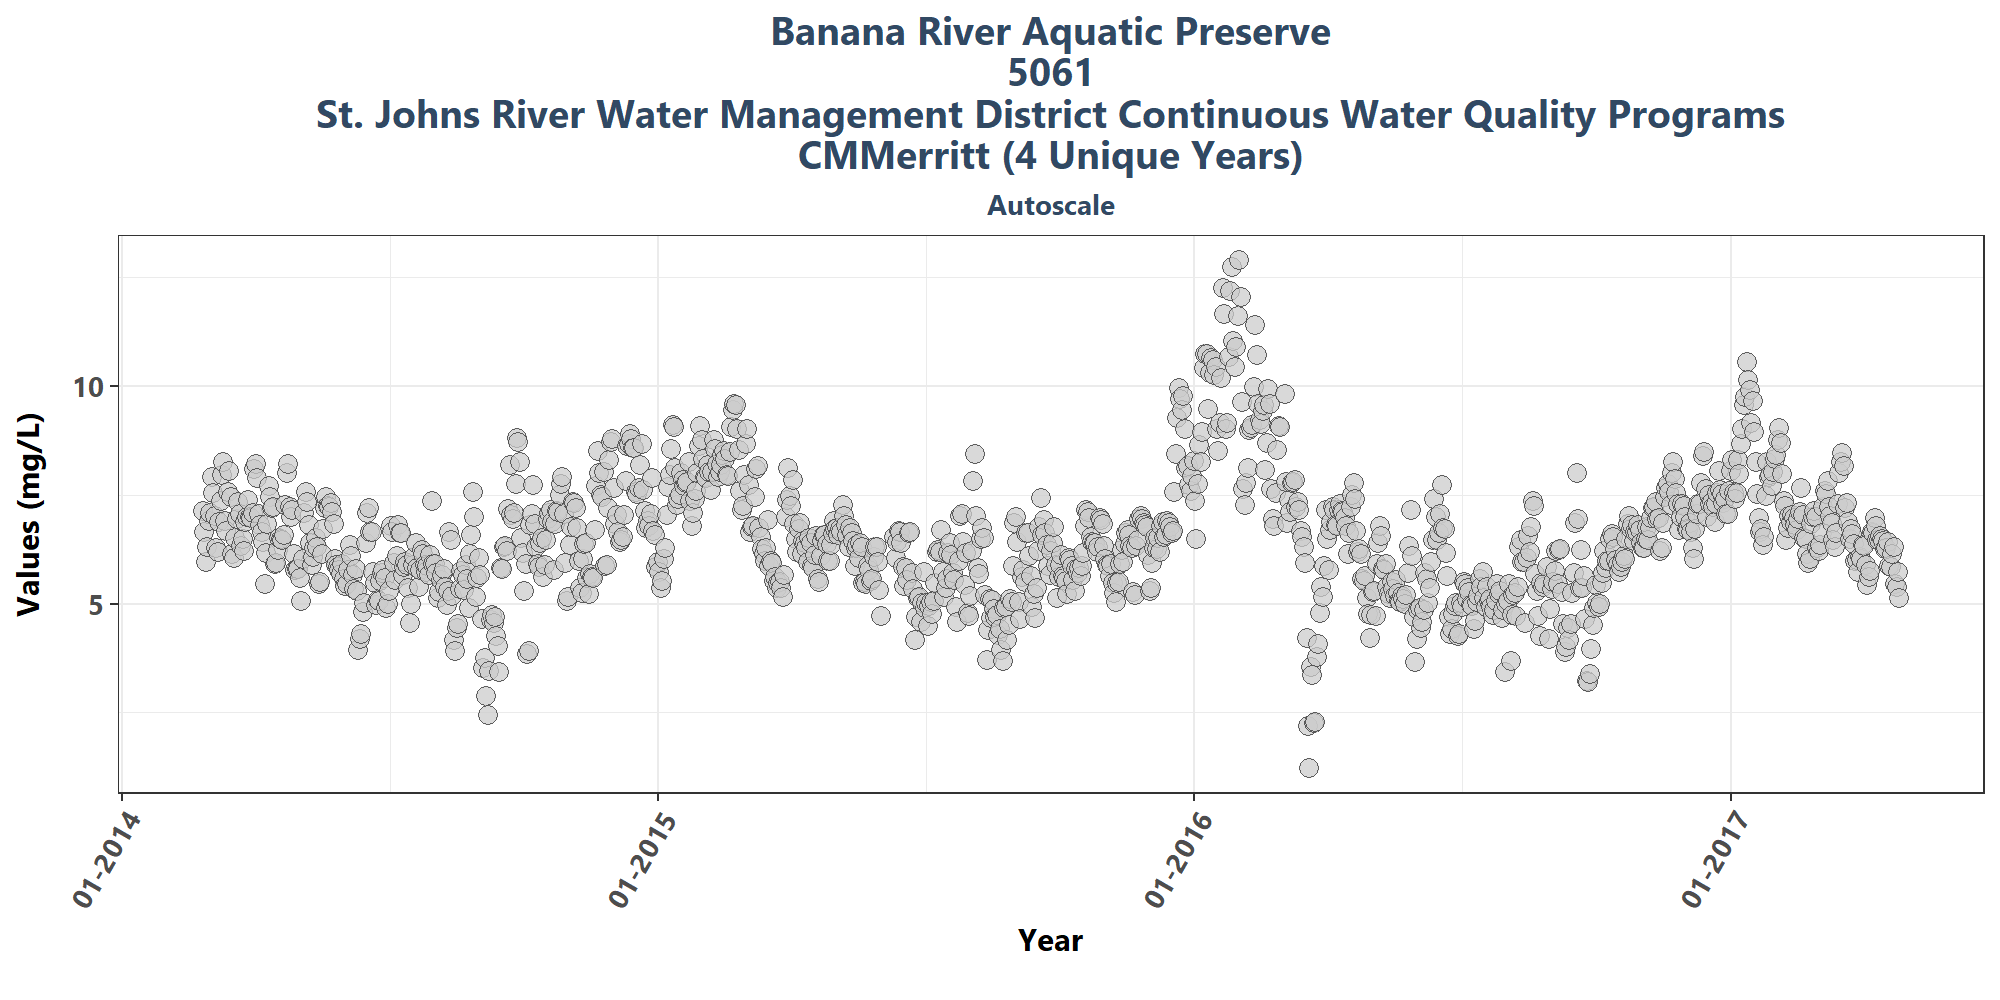 Banana River Aquatic Preserve
5061
St. Johns River Water Management District Continuous Water Quality Programs
CMMerritt (4 Unique Years)
Autoscale
Values (mg/L)
10
5
01-2014
01-2015
01-2016
01-2017
Year